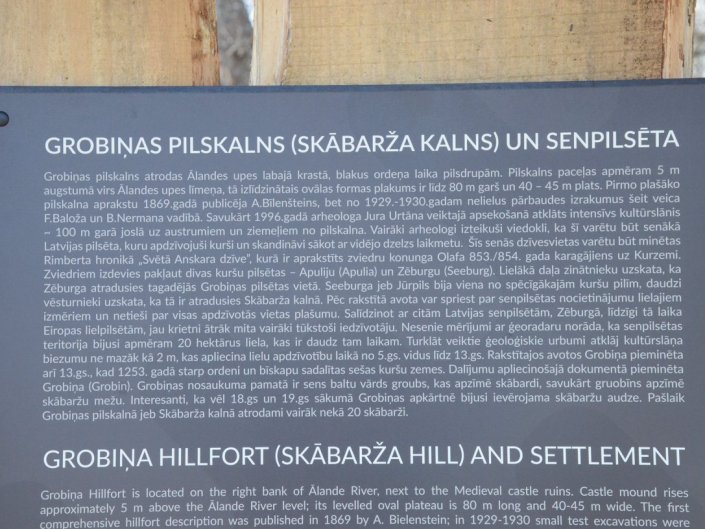 GROBIŅAS PILSKALNS (SKĀBARŽA KALNS) UN SENPILSĒTA
Grobiņas pilskalns atrodas Ālandes upes labajā krastā, blakus ordeņa laika pilsdrupām. Pilskalns paceļas apmēram 5 m
augstumā virs Ālandes upes līmeņa, tā izlīdzinātais ovālas formas plakums ir līdz 80 m garš un 40 – 45 m plats. Pirmo plašāko
pilskalna aprakstu 1869.gadā publicēja A.Bīlenšteins, bet no 1929.-1930.gadam nelielus pārbaudes izrakumus šeit veica
F.Baloža un B.Nermana vadībā. Savukārt 1996.gadā arheologa Jura Urtāna veiktajā apsekošanā atklāts intensīvs kultūrslānis
~ 100 m garā joslā uz austrumiem un ziemeļiem no pilskalna. Vairāki arheologi izteikuši viedokli, ka šī varētu būt senākā
Latvijas pilsēta, kuru apdzīvojuši kurši un skandināvi sākot ar vidējo dzelzs laikmetu. Šīs senās dzīvesvietas varētu būt minētas
Rimberta hronikā „Svētā Anskara dzīve”, kurā ir aprakstīts zviedru konunga Olafa 853./854. gada karagājiens uz Kurzemi.
Zviedriem izdevies pakļaut divas kuršu pilsētas – Apuliju (Apulia) un Zēburgu (Seeburg). Lielākā daļa zinātnieku uzskata, ka
Zēburga atradusies tagadējās Grobiņas pilsētas vietā. Seeburga jeb Jūrpils bija viena no spēcīgākajām kuršu pilīm, daudzi
vēsturnieki uzskata, ka tā ir atradusies Skābarža kalnā. Pēc rakstītā avota var spriest par senpilsētas nocietinājumu lielajiem
izmēriem un netieši par visas apdzīvotās vietas plašumu. Salīdzinot ar citām Latvijas senpilsētām, Zēburgā, līdzīgi tā laika
Eiropas lielpilsētām, jau krietni ātrāk mita vairāki tūkstoši iedzīvotāju. Nesenie mērījumi ar ģeoradaru norāda, ka senpilsētas
teritorija bijusi apmēram 20 hektārus liela, kas ir daudz tam laikam. Turklāt veiktie ģeoloģiskie urbumi atklāj kultūrslāņa
biezumu ne mazāk kā 2 m, kas apliecina lielu apdzīvotību laikā no 5.gs. vidus līdz 13.gs. Rakstītajos avotos Grobiņa pieminēta
arī 13.gs., kad 1253. gadā starp ordeni un bīskapu sadalītas sešas kuršu zemes. Dalījumu apliecinošajā dokumentā pieminēta
Grobiņa (Grobin). Grobiņas nosaukuma pamatā ir sens baltu vārds groubs, kas apzīmē skābardi, savukārt gruobīns apzīmē
skābaržu mežu. Interesanti, ka vēl 18.gs un 19.gs sākumā Grobiņas apkārtnē bijusi ievērojama skābaržu audze. Pašlaik
Grobiņas pilskalnā jeb Skābarža kalnā atrodami vairāk nekā 20 skābarži.
GROBIŅA HILLFORT (SKĀBARŽA HILL) AND SETTLEMENT
Grobiņa Hillfort is located on the right bank of Ālande River, next to the Medieval castle ruins. Castle mound rises
approximately 5 m above the Ālande River level; its levelled oval plateau is 80 m long and 40-45 m wide. The first
comprehensive hillfort description was published in 1869 by A. Bielenstein; in 1929-1930 small test excavations were